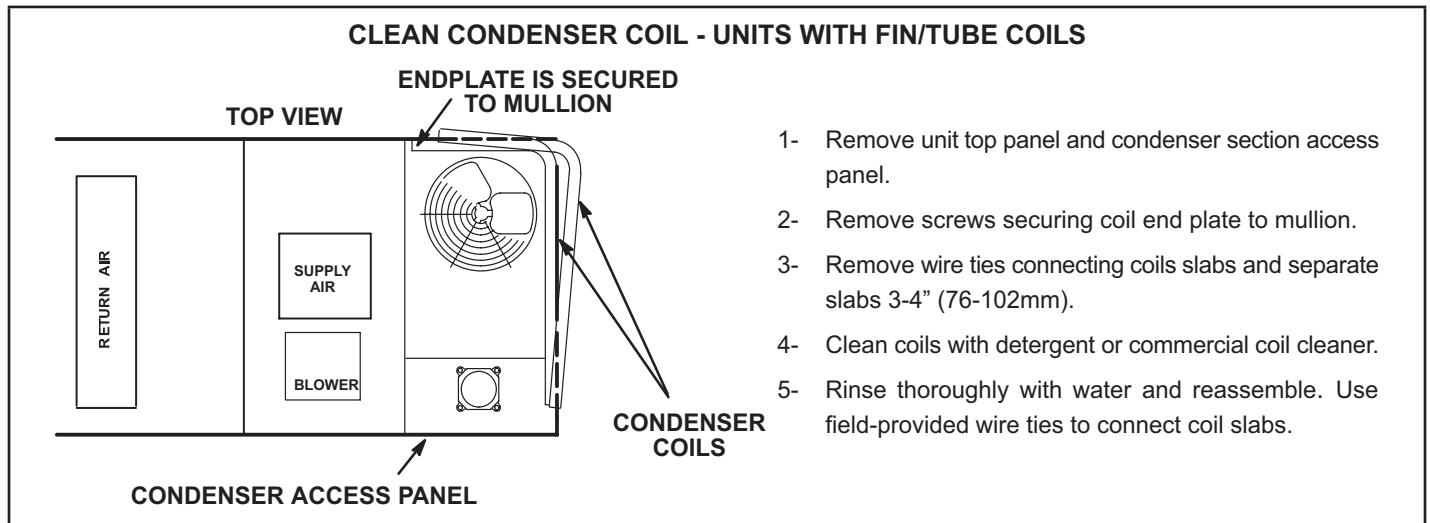 CLEAN CONDENSER COIL - UNITS WITH FIN/TUBE COILS
ENDPLATE IS SECURED
TO MULLION
TOP VIEW
RETURN AIR
SUPPLY
AIR
BLOWER
CONDENSER
COILS
CONDENSER ACCESS PANEL
1- Remove unit top panel and condenser section access
panel.
2- Remove screws securing coil end plate to mullion.
3- Remove wire ties connecting coils slabs and separate
slabs 3-4” (76-102mm).
4- Clean coils with detergent or commercial coil cleaner.
5- Rinse thoroughly with water and reassemble. Use
field-provided wire ties to connect coil slabs.